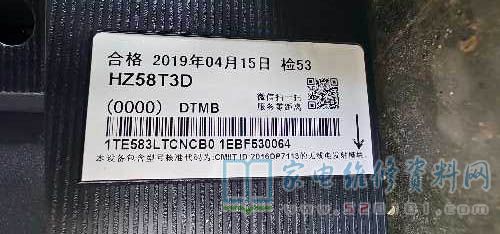 合格 2019年04月15日 检53
HZ58T3D
微信扫一扫
服务零距离
(0000) DTMB
1TE583LTCNCB0 1EBF530064
本设备包含型号核准代码为:CMIIT ID:2016DP7113的无线电发射模块.
家电维修资料网